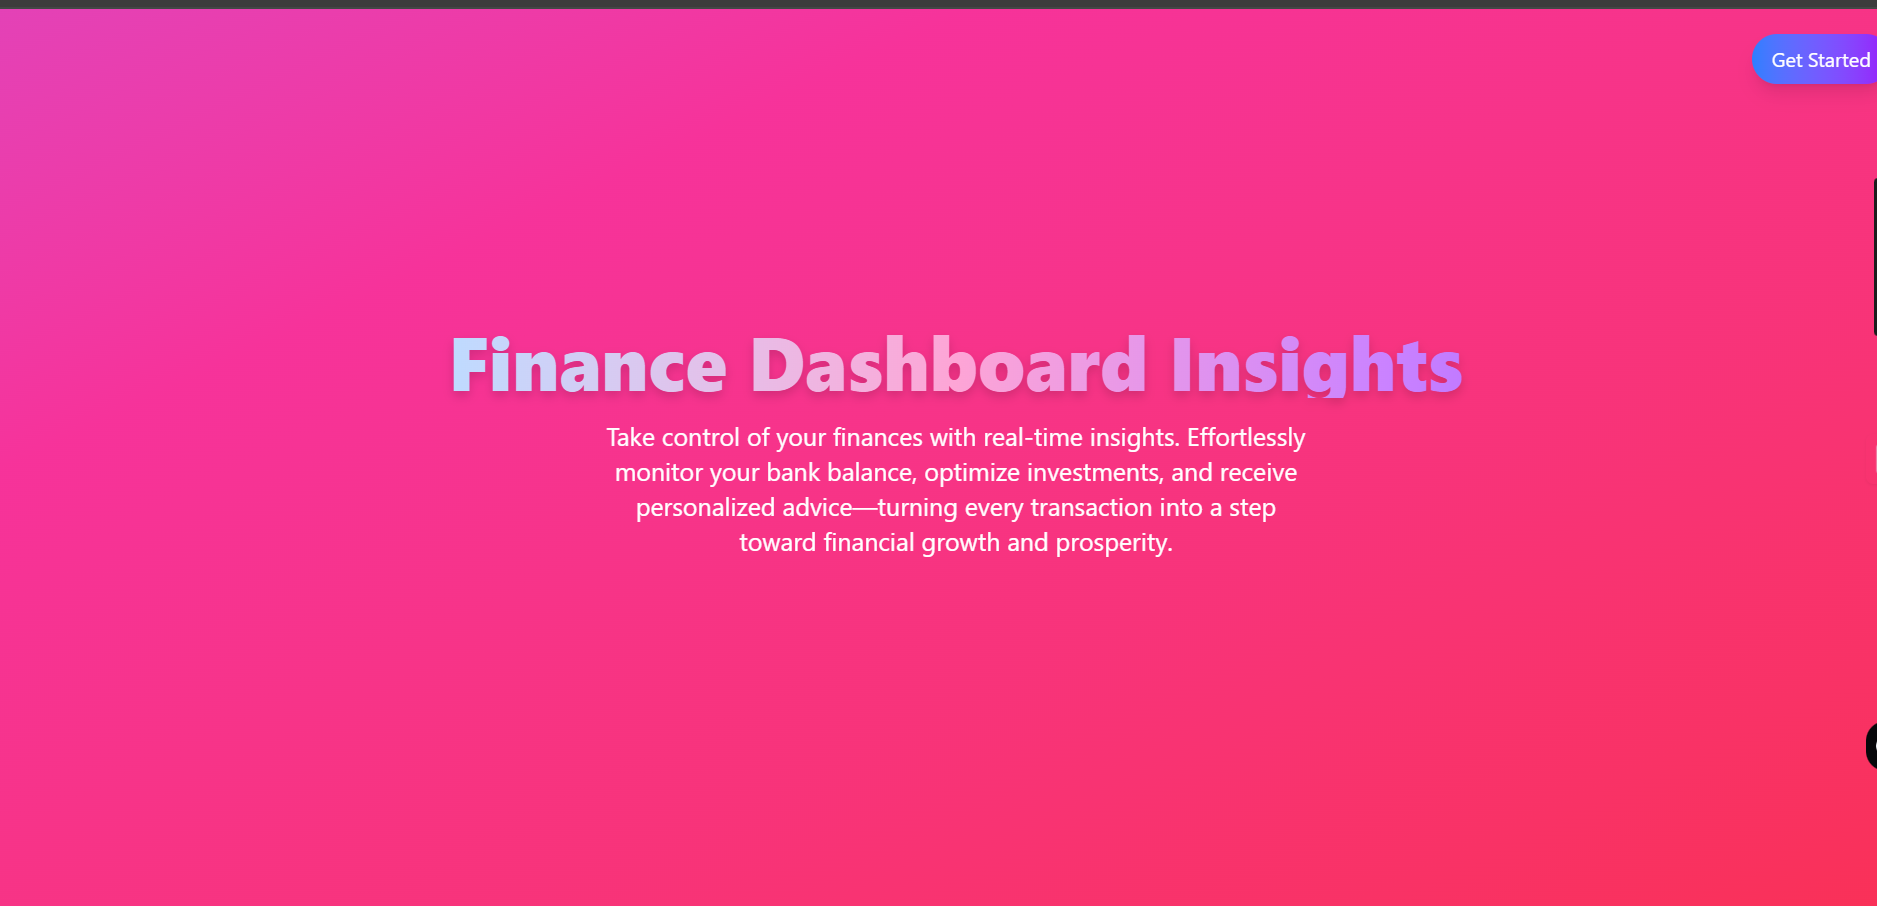 Get Started
Finance Dashboard Insights
Take control of your finances with real-time insights. Effortlessly
monitor your bank balance, optimize investments, and receive
personalized advice—turning every transaction into a step
toward financial growth and prosperity.